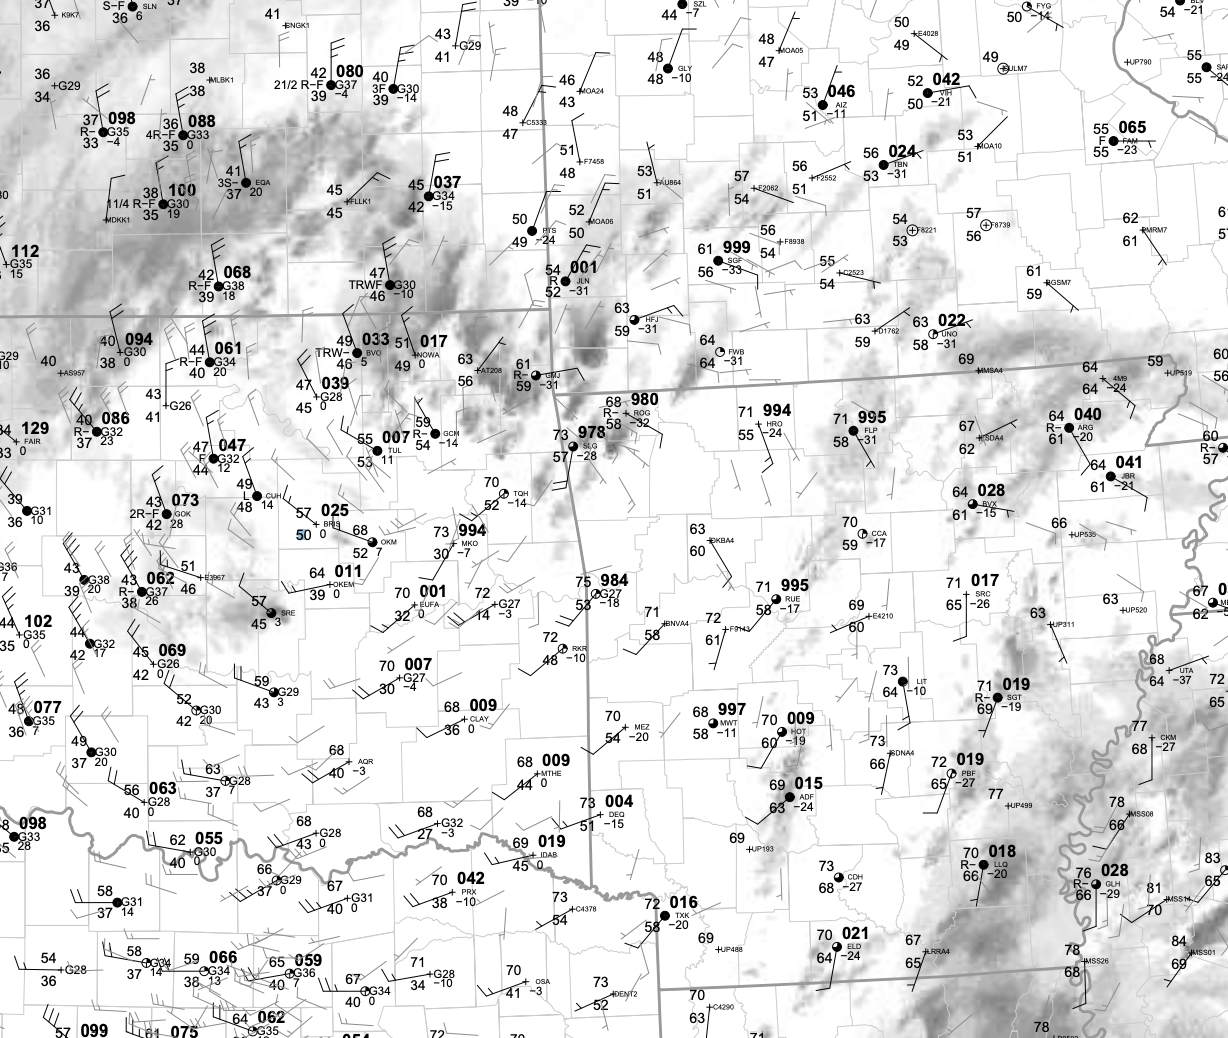 37
K9K7
36
S-F
SLN
36 6
37
41
SNGK1
43
G29
41
39 -10
SZL
44 -7
48
MOA05
47
50
E4028
49
FYG
50 -14
54 -21
36
G29
34
38
MLBK1
38
42 080
21/2 R-F G37
39 -4
40
3F G30
39 -14
46
MOA24
43
48
GLY
48 -10
49
GULM7
52 042
VIH
50 -21
UP790
55
55 -24
37 098
R- G35
33 -4
36 088
4R-F G33
35 0
48
C5333
47
53 046
AIZ
51 -11
55 065
F FAM
55 -23
51
F7458
48
53
MOA10
51
56 024
TBN
53 -31
41
3S- EQA
37 20
38 100
11/4 R-F G30
35 19
MDKK1
45
FLLK1
45
45 037
G34
42 -15
53
AU864
51
57
F2062
54
56
F2552
51
50
PTS
49 -24
52
MOA06
50
54
F8221
53
57
F8739
56
62
PMRM7
61
112
G35
15
56
F8938
54
61 999
SGF
56 -33
55
C2523
54
54 001
R JLN
52 -31
42 068
R-F G38
39 18
47
TRWF G30
46 -10
61
PGSM7
59
63
HFJ
59 -31
63
D1762
59
63 022
UNO
58 -31
40 094
G30
38 0
44 061
R-F G34
40 20
49 033
TRW- BVO
46 5
51 017
NOWA
49 0
63
AT208
56
61
R- GMJ
59 -31
64
FWB
64 -31
69
MMSA4
59
UP519
G29
10
40
AS957
43
G26
41
47 039
G28
45 0
64
4M9
64 -24
68 980
R- ROG
58 -32
71 994
HRO
55 -24
71 995
FLP
58 -31
67
ESDA4
62
64 040
R- ARG
61 -20
129
FAIR
0
40 086
R- G32
37 23
47 047
F G32
44 12
55 007
TUL
53 11
59
R- GCM
54 -14
73 978
SLG
57 -28
60
R-
57
49
L CUH
48 14
64 041
JBR
61 -21
39
G31
36 10
43 073
2R-F GOK
42 28
57 025
BRIS
50 0
70
TQH
52 -14
64 028
BVX
61 -15
68
OKM
52 7
73 994
MKO
30 -7
63
DKBA4
60
70
CCA
59 -17
66
UP535
43
G38
39 20
43 062
R- G37
38 26
51
E3967
46
64 011
OKEM
39 0
75 984
G27
53 -18
71 995
RUE
58 -17
71 017
SRC
65 -26
63
UP520
67
62
44 102
G35
35 0
44
G32
42 17
57
SRE
45 3
70 001
EUFA
32 0
72
G27
14 -3
71
BNVA4
58
72
F9143
61
69
E4210
60
63
UP311
45 069
G26
42 0
72
RKR
48 -10
70 007
G27
30 -4
68
UTA
64 -37
48 077
G35
36 7
52
G30
42 20
59
G29
43 3
73
LIT
64 -10
71 019
R- SGT
69 -19
72
65
68 009
CLAY
36 0
70
MEZ
54 -20
68 997
MWT
58 -11
70 009
HOT
60 -19
77
CKM
68 -27
49
G30
37 20
68
AQR
40 -3
73
SDNA4
66
72 019
PBF
65 -27
63
G28
37 7
68 009
MTHE
44 0
69 015
ADF
63 -24
77
UP499
56 063
G28
40 0
73 004
DEQ
51 -15
78
MSS08
66
098
G33
28
62 055
G30
40 0
68
G28
43 0
68
G32
27 -3
69 019
IDAB
45 0
69
UP193
70 018
R- LLQ
66 -20
73
CDH
68 -27
76 028
R- GLH
66 -29
83
65
66
G29
37 0
70 042
PRX
38 -10
81
MSS14
70
58
G31
37 14
67
G31
40 0
73
C4378
54
72 016
TXK
58 -20
70 021
ELD
64 -24
67
LRRA4
65
69
UP488
78
MSS26
68
84
MSS01
69
54
G28
36
58
G34
37 14
59 066
G34
38 13
65 059
G36
40 7
67
G34
40 0
71
G28
34 -10
70
OSA
41 -3
73
DENT2
52
70
C4290
63
57 099
61 075
64 062
G35
054
72
70
71
78